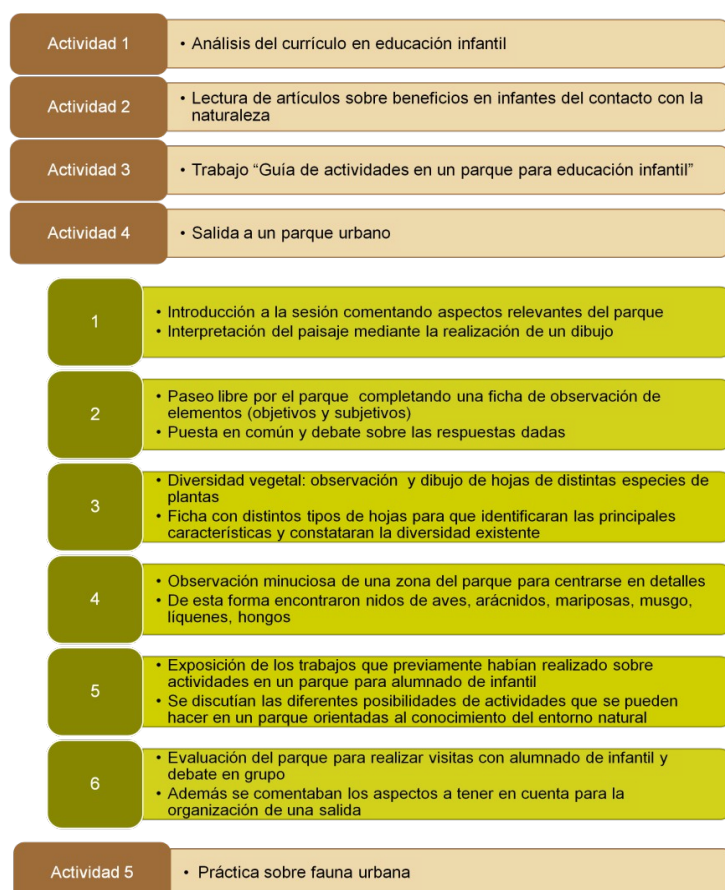 Actividad 1
• Análisis del currículo en educación infantil
Actividad 2
• Lectura de artículos sobre beneficios en infantes del contacto con la
naturaleza
Actividad 3
• Trabajo “Guía de actividades en un parque para educación infantil”
Actividad 4
• Salida a un parque urbano
1
• Introducción a la sesión comentando aspectos relevantes del parque
• Interpretación del paisaje mediante la realización de un dibujo
2
• Paseo libre por el parque completando una ficha de observación de
elementos (objetivos y subjetivos)
• Puesta en común y debate sobre las respuestas dadas
3
• Diversidad vegetal: observación y dibujo de hojas de distintas especies de
plantas
• Ficha con distintos tipos de hojas para que identificaran las principales
características y constataran la diversidad existente
4
• Observación minuciosa de una zona del parque para centrarse en detalles
• De esta forma encontraron nidos de aves, arácnidos, mariposas, musgo,
líquenes, hongos
5
• Exposición de los trabajos que previamente habían realizado sobre
actividades en un parque para alumnado de infantil
• Se discutían las diferentes posibilidades de actividades que se pueden
hacer en un parque orientadas al conocimiento del entorno natural
6
• Evaluación del parque para realizar visitas con alumnado de infantil y
debate en grupo
• Además se comentaban los aspectos a tener en cuenta para la
organización de una salida
Actividad 5
• Práctica sobre fauna urbana